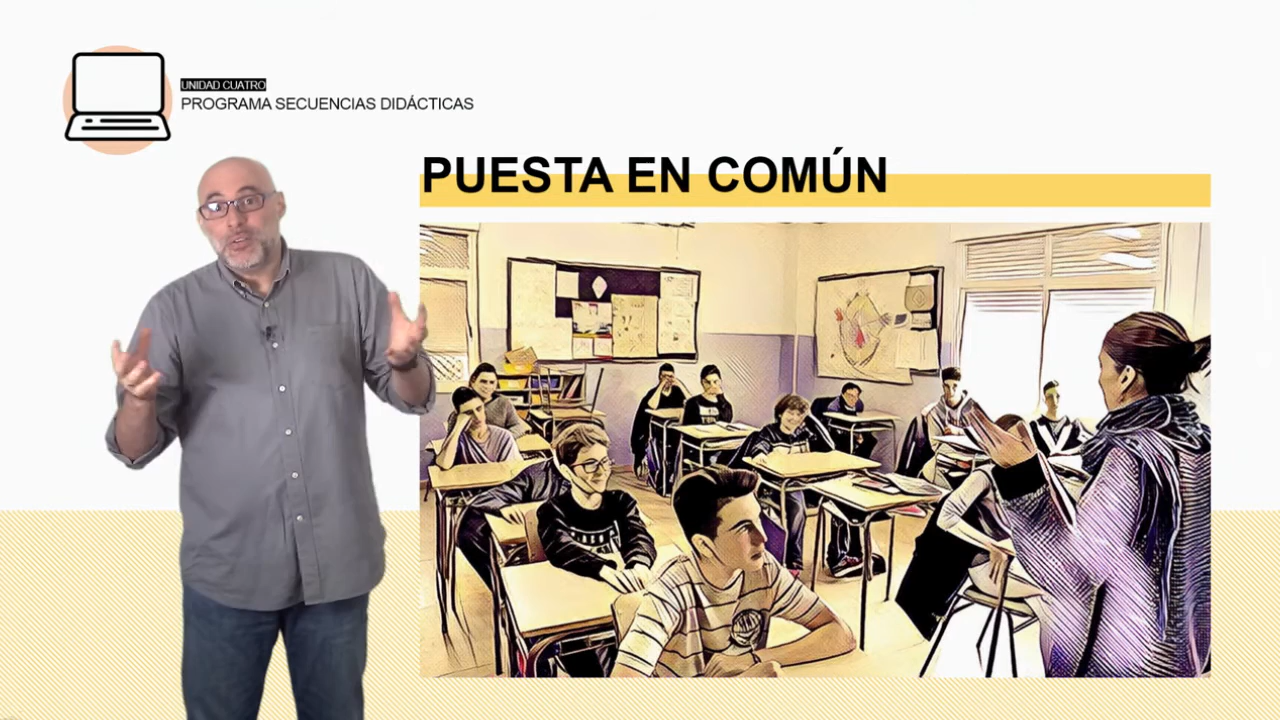 UNIDAD CUATRO
PROGRAMA SECUENCIAS DIDÁCTICAS
PUESTA EN COMÚN